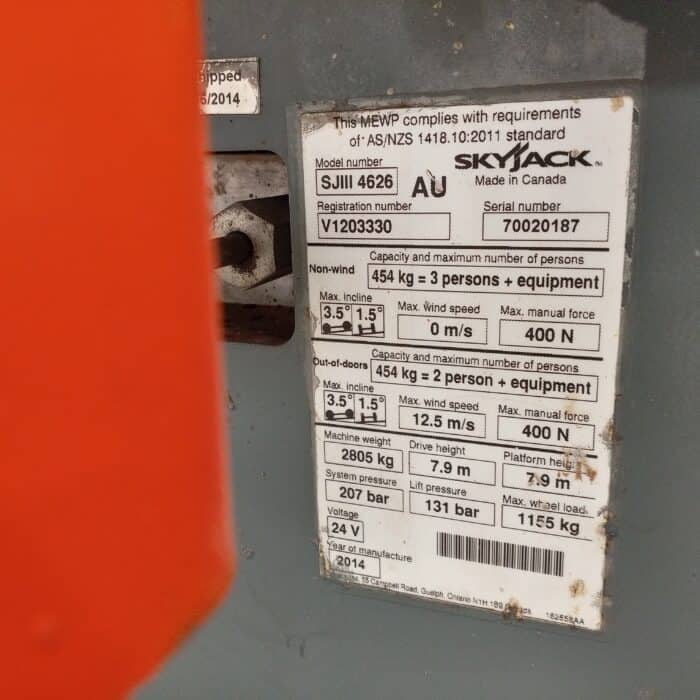 5/2014
This MEWP complies with requirements
of AS/NZS 1418.10:2011 standard
Model number
SJIII 4626
AU
SKYJACK
Made in Canada
Registration number
V1203330
Serial number
70020187
Non-wind
Capacity and maximum number of persons
454 kg = 3 persons + equipment
Max. incline
3.5° 1.5°
Max. wind speed
0 m/s
Max. manual force
400 N
Out-of-doors
Capacity and maximum number of persons
454 kg = 2 person + equipment
Max. incline
3.5° 1.5°
Max. wind speed
12.5 m/s
Max. manual force
400 N
Machine weight
2805 kg
Drive height
7.9 m
Platform
7.9 m
System pressure
207 bar
Lift pressure
131 bar
Max. wheel load
1155 kg
Voltage
24 V
Year of manufacture
2014
55 Campbell Road, Guelph, Ontario N1H 1B9 Canada